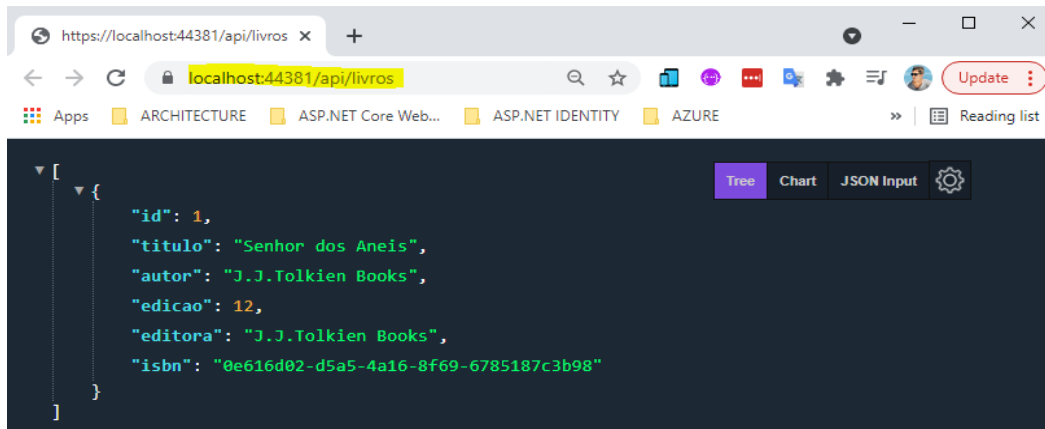 https://localhost:44381/api/livros
localhost:44381/api/livros
Update
Apps
ARCHITECTURE
ASP.NET Core Web...
ASP.NET IDENTITY
AZURE
»
Reading list
Tree
Chart
JSON Input
[
{
"id": 1,
"titulo": "Senhor dos Aneis",
"autor": "J.J.Tolkien Books",
"edicao": 12,
"editora": "J.J.Tolkien Books",
"isbn": "0e616d02-d5a5-4a16-8f69-6785187c3b98"
}
]